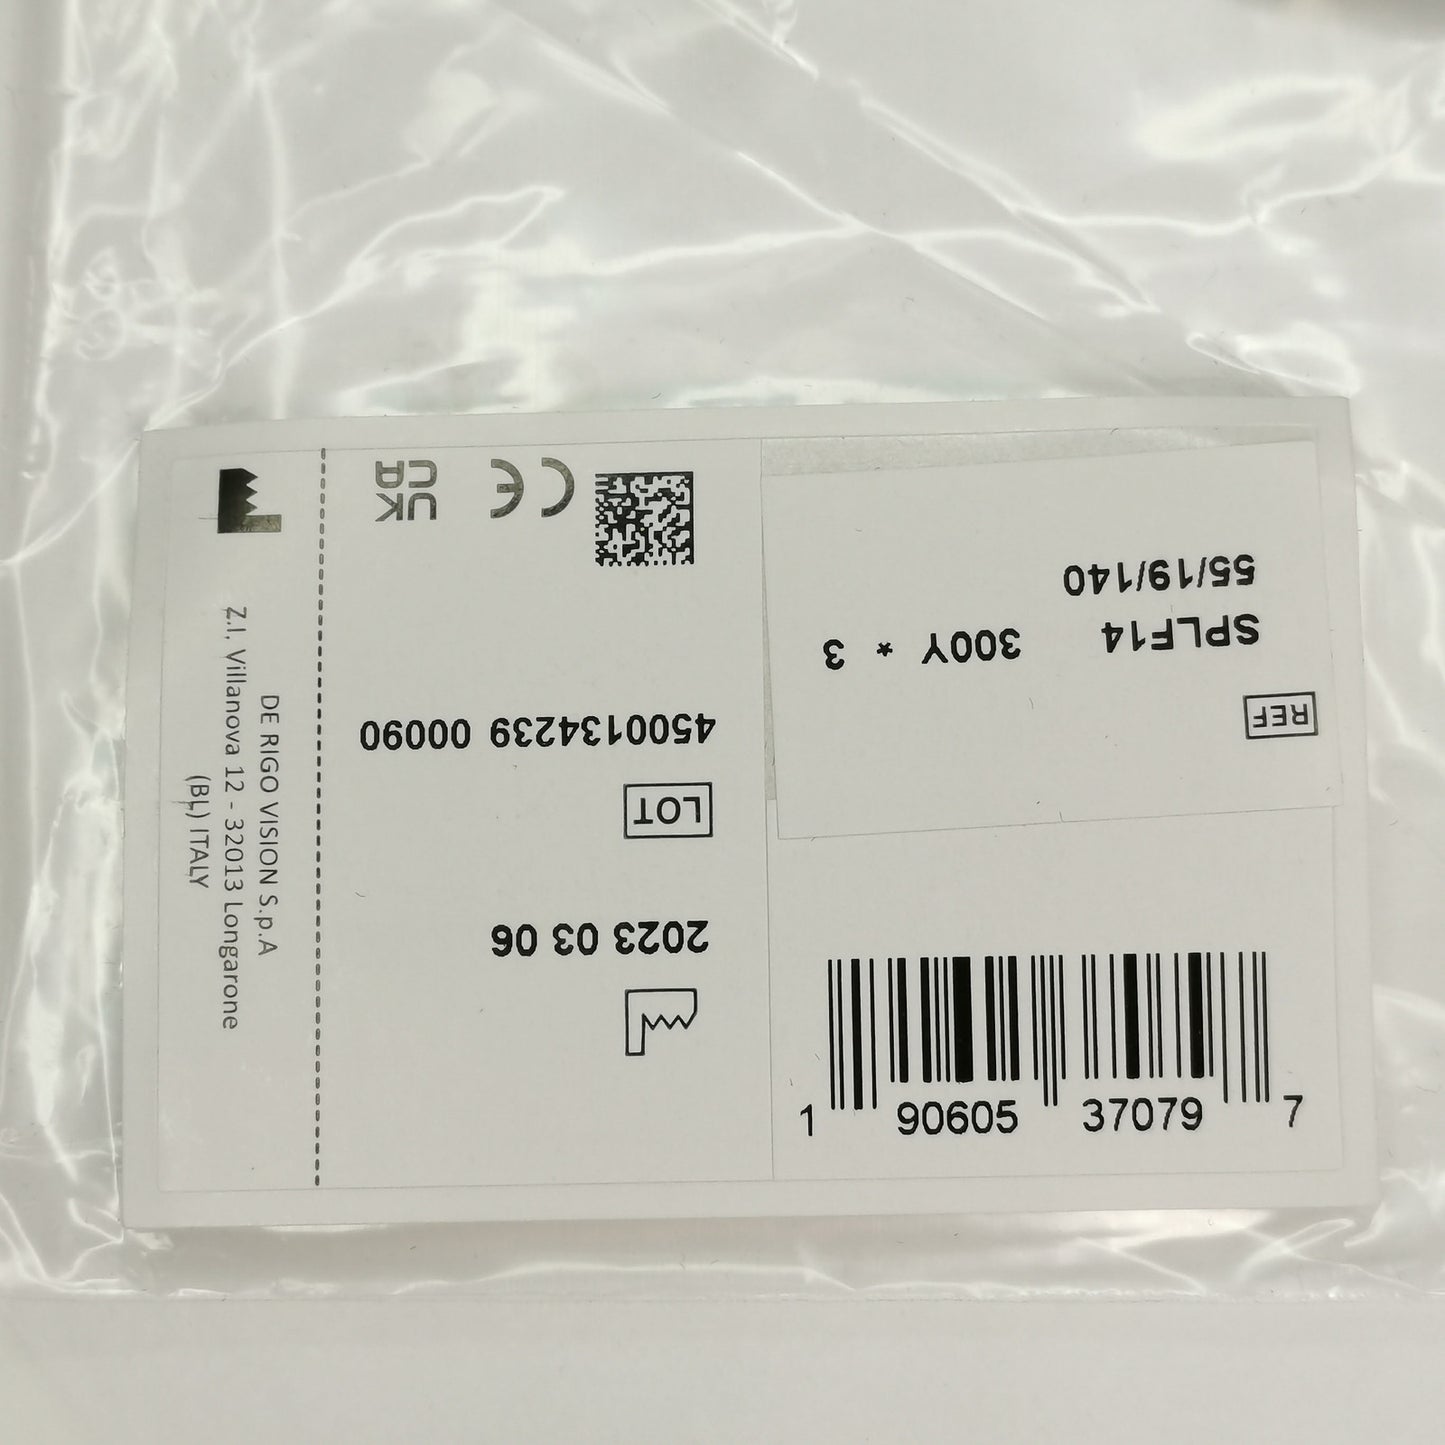 REF
SPLF14 300Y * 3
55/19/140
1 90605 37079 7
2023 03 06
LOT
4500134239 00090
CE
UK
CA
DE RIGO VISION S.p.A
Z.I. Villanova 12 - 32013 Longarone
(BL) ITALY